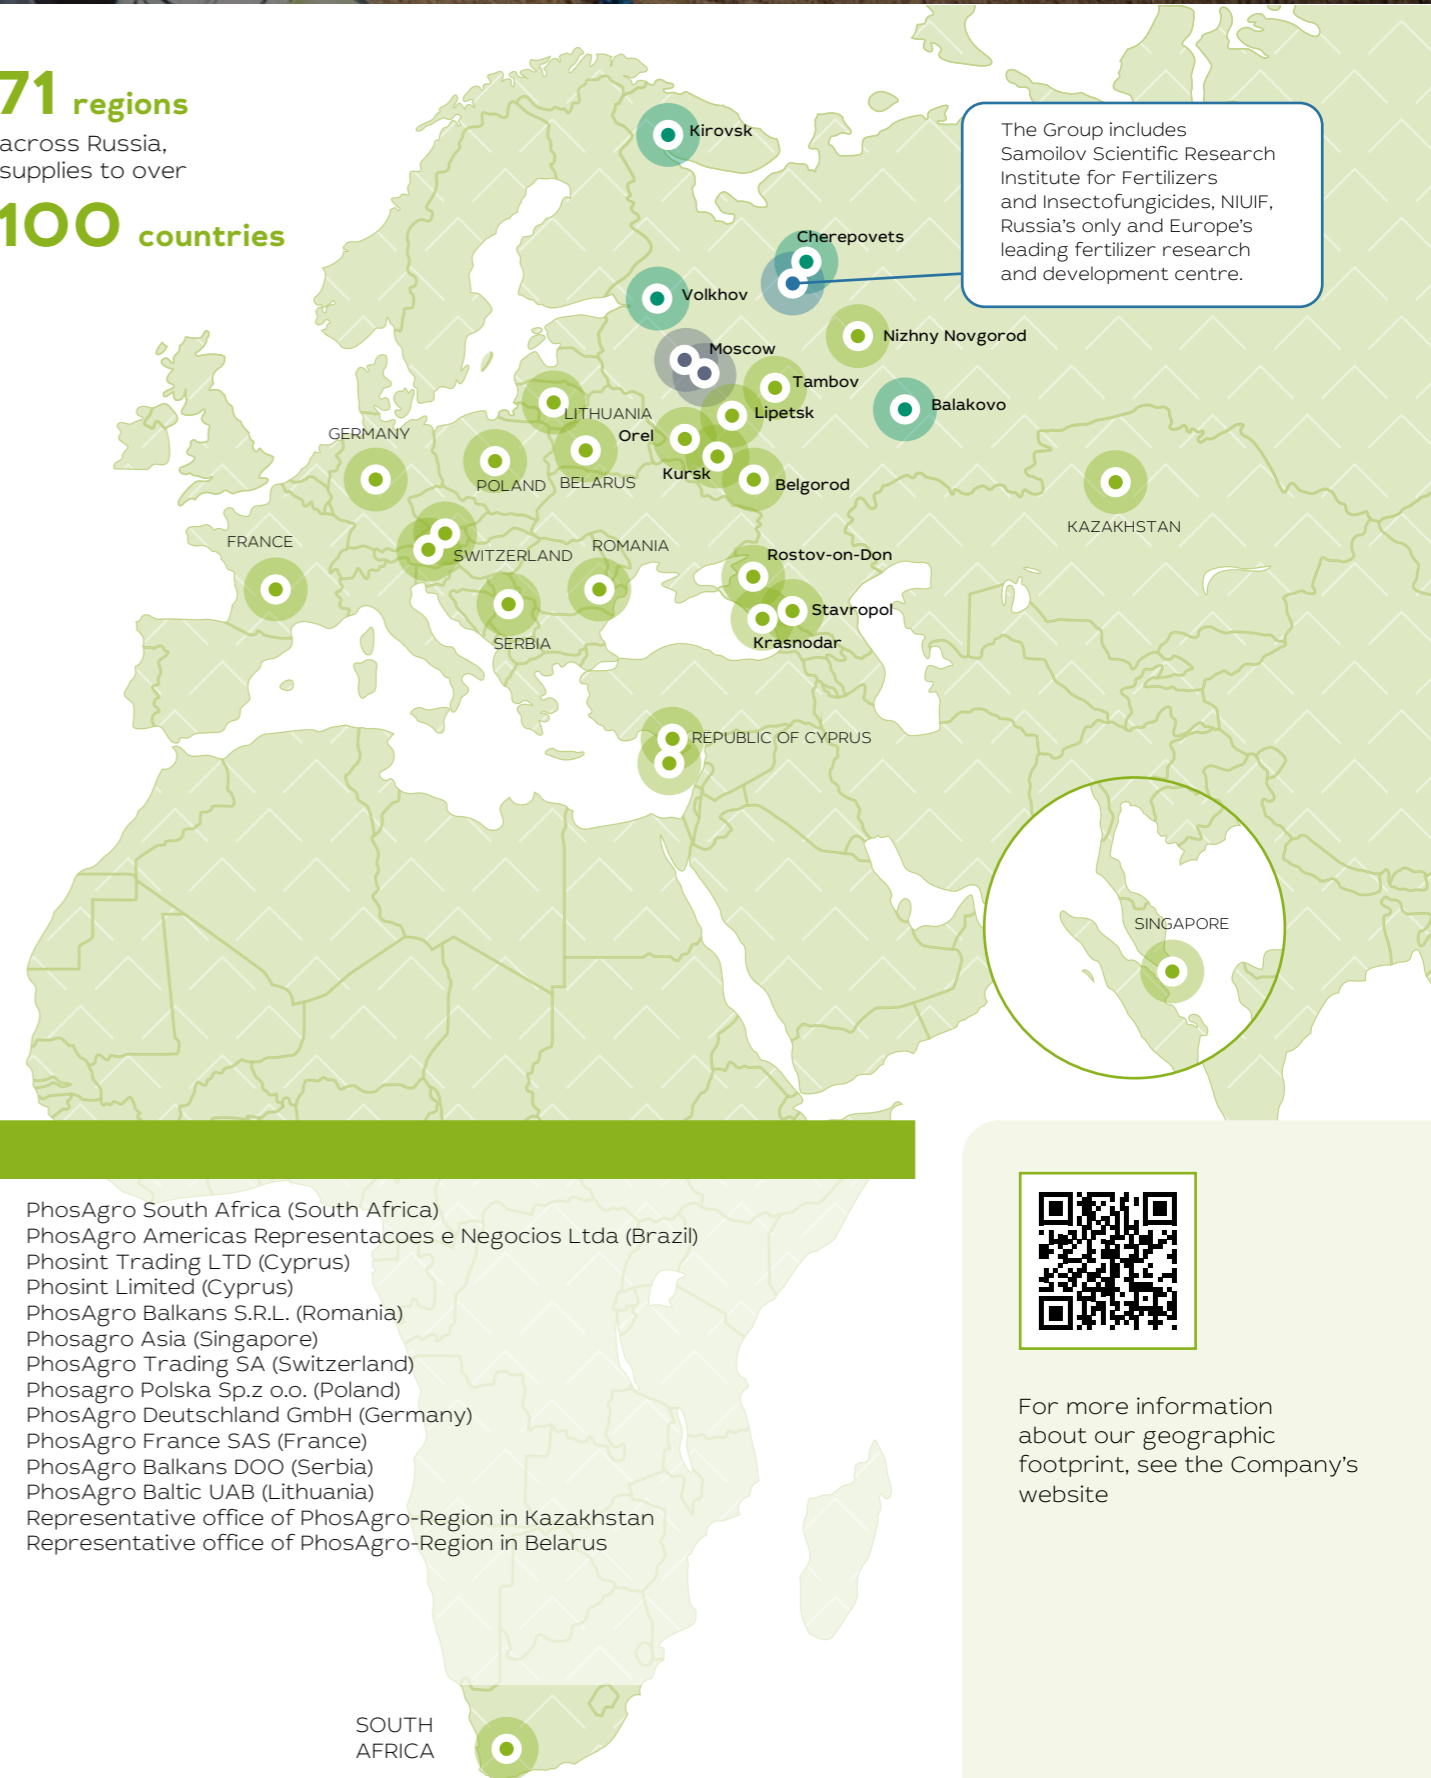 71 regions
across Russia,
supplies to over
100 countries
Kirovsk
The Group includes
Samoilov Scientific Research
Institute for Fertilizers
and Insectofungicides, NIUIF,
Russia's only and Europe's
leading fertilizer research
and development centre.
Cherepovets
Volkhov
Nizhny Novgorod
Moscow
Tambov
Balakovo
Lipetsk
LITHUANIA
Orel
GERMANY
Kursk
POLAND
BELARUS
Belgorod
KAZAKHSTAN
FRANCE
SWITZERLAND
ROMANIA
Rostov-on-Don
Stavropol
SERBIA
Krasnodar
REPUBLIC OF CYPRUS
SINGAPORE
PhosAgro South Africa (South Africa)
PhosAgro Americas Representacoes e Negocios Ltda (Brazil)
Phosint Trading LTD (Cyprus)
Phosint Limited (Cyprus)
PhosAgro Balkans S.R.L. (Romania)
Phosagro Asia (Singapore)
PhosAgro Trading SA (Switzerland)
Phosagro Polska Sp.z o.o. (Poland)
PhosAgro Deutschland GmbH (Germany)
PhosAgro France SAS (France)
PhosAgro Balkans DOO (Serbia)
PhosAgro Baltic UAB (Lithuania)
Representative office of PhosAgro-Region in Kazakhstan
Representative office of PhosAgro-Region in Belarus
For more information
about our geographic
footprint, see the Company's
website
SOUTH
AFRICA